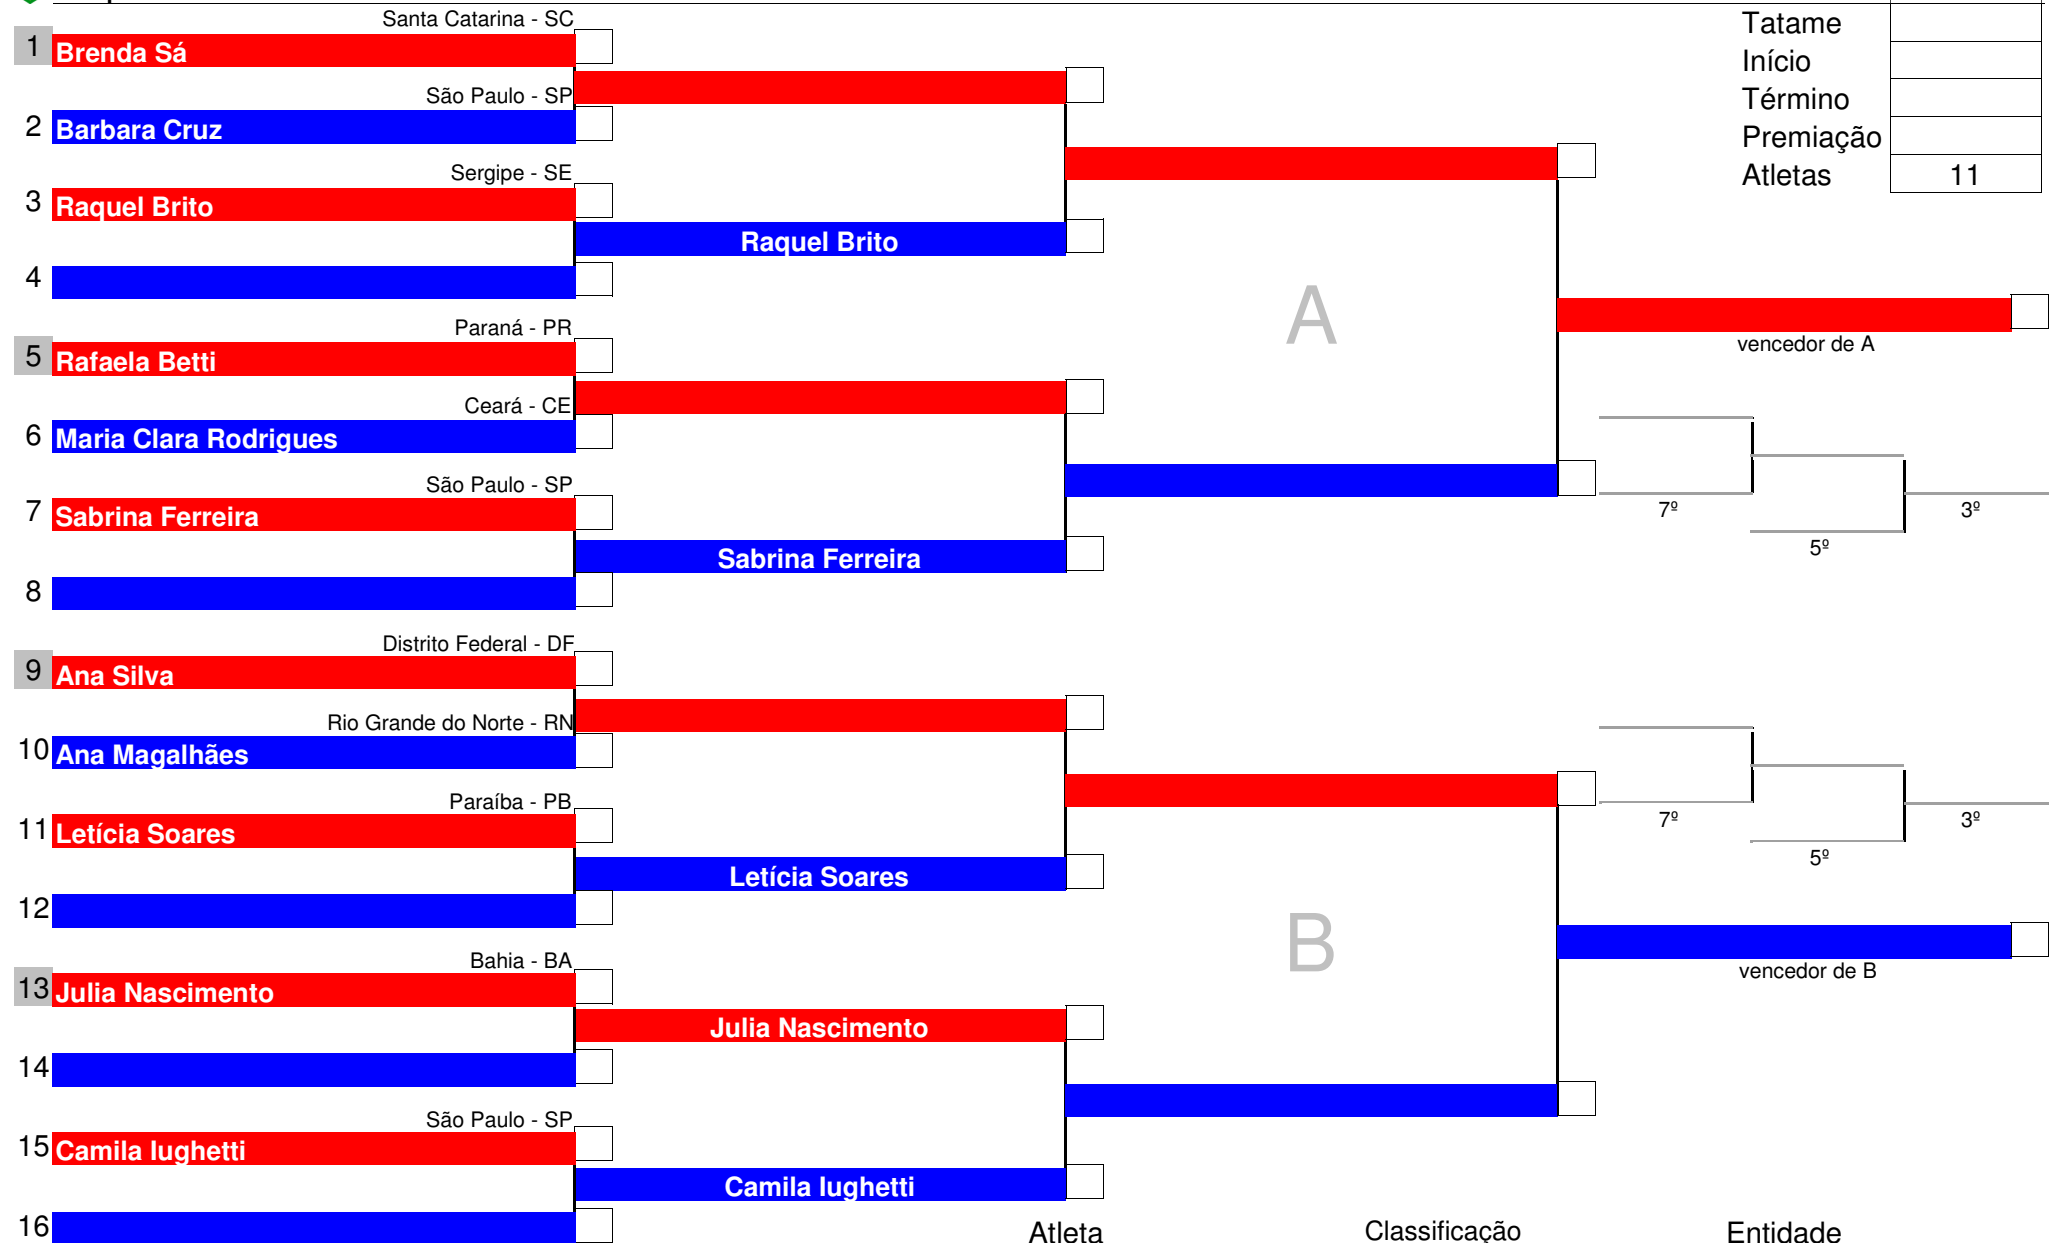 Santa Catarina - SC
1 Brenda Sá
São Paulo - SP
2 Barbara Cruz
Sergipe - SE
3 Raquel Brito
Raquel Brito
4
Paraná - PR
5 Rafaela Betti
Ceará - CE
6 Maria Clara Rodrigues
São Paulo - SP
7 Sabrina Ferreira
Sabrina Ferreira
8
Distrito Federal - DF
9 Ana Silva
Rio Grande do Norte - RN
10 Ana Magalhães
Paraíba - PB
11 Letícia Soares
Letícia Soares
12
Bahia - BA
13 Julia Nascimento
Julia Nascimento
14
São Paulo - SP
15 Camila Iughetti
Camila Iughetti
16
A
B
Tatame
Início
Término
Premiação
Atletas 11
vencedor de A
7º
5º
3º
7º
5º
3º
vencedor de B
Atleta Classificação Entidade